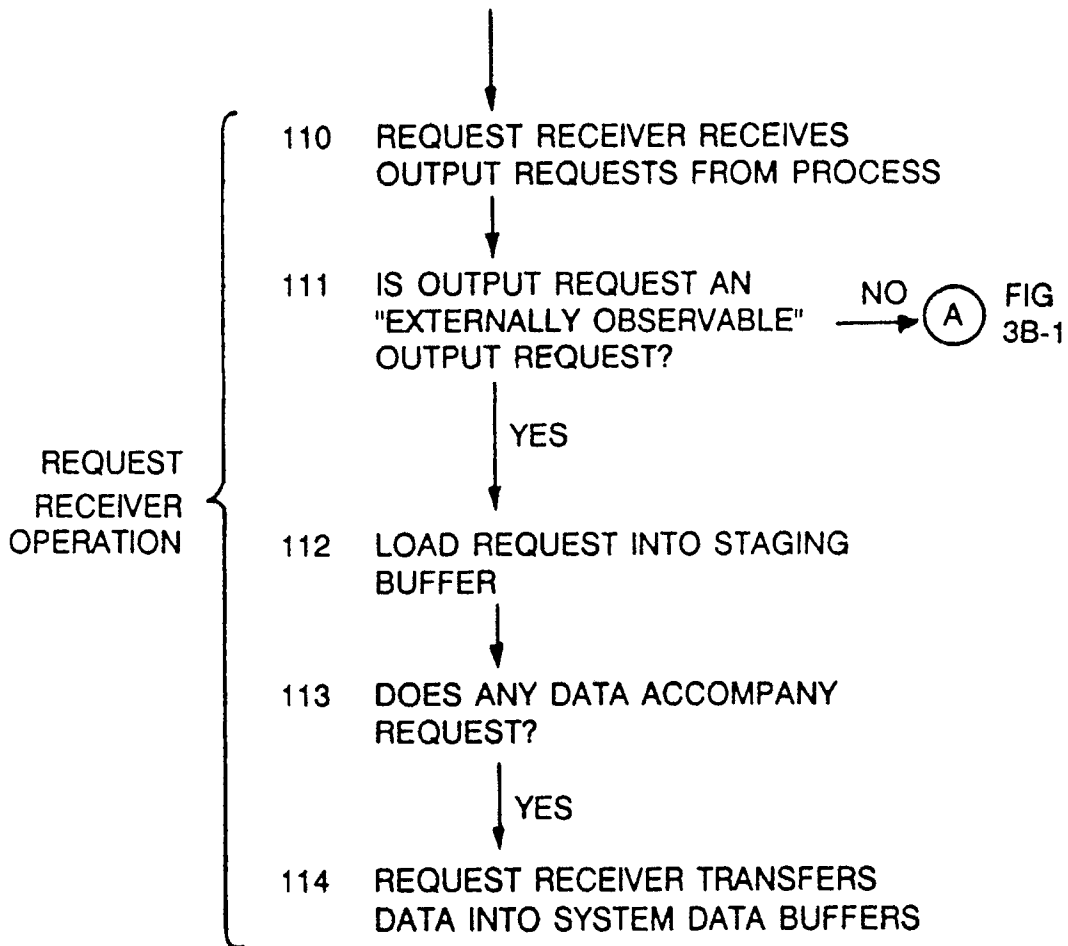 110 REQUEST RECEIVER RECEIVES
OUTPUT REQUESTS FROM PROCESS
111 IS OUTPUT REQUEST AN
"EXTERNALLY OBSERVABLE"
OUTPUT REQUEST?
NO
A
FIG
3B-1
YES
REQUEST
RECEIVER
OPERATION
112 LOAD REQUEST INTO STAGING
BUFFER
113 DOES ANY DATA ACCOMPANY
REQUEST?
YES
114 REQUEST RECEIVER TRANSFERS
DATA INTO SYSTEM DATA BUFFERS